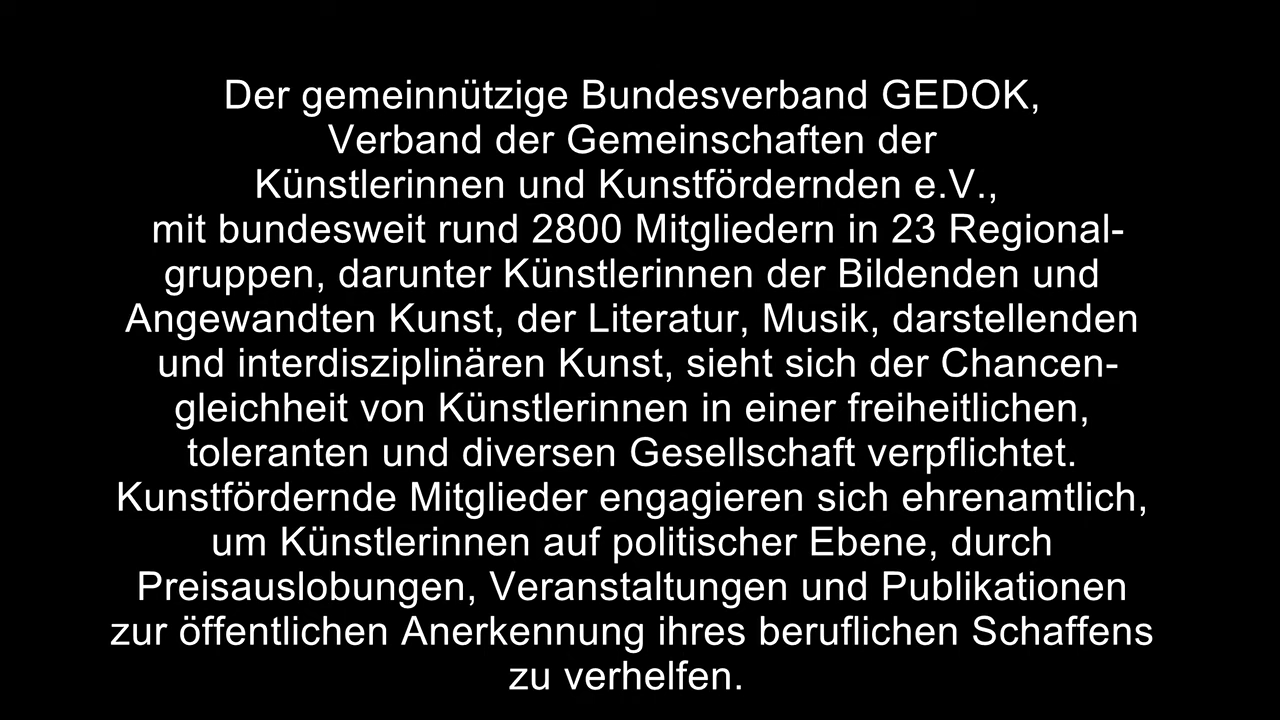 Der gemeinnützige Bundesverband GEDOK,
Verband der Gemeinschaften der
Künstlerinnen und Kunstfördernden e.V.,
mit bundesweit rund 2800 Mitgliedern in 23 Regional-
gruppen, darunter Künstlerinnen der Bildenden und
Angewandten Kunst, der Literatur, Musik, darstellenden
und interdisziplinären Kunst, sieht sich der Chancen-
gleichheit von Künstlerinnen in einer freiheitlichen,
toleranten und diversen Gesellschaft verpflichtet.
Kunstfördernde Mitglieder engagieren sich ehrenamtlich,
um Künstlerinnen auf politischer Ebene, durch
Preisauslobungen, Veranstaltungen und Publikationen
zur öffentlichen Anerkennung ihres beruflichen Schaffens
zu verhelfen.